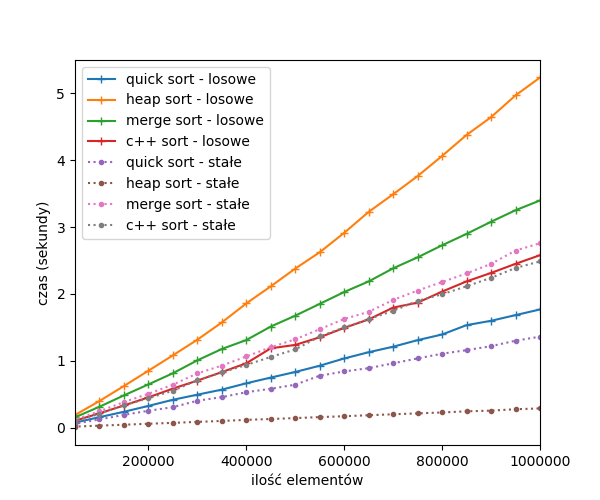 quick sort - losowe
heap sort - losowe
merge sort - losowe
c++ sort - losowe
quick sort - stałe
heap sort - stałe
merge sort - stałe
c++ sort - stałe
czas (sekundy)
5
4
3
2
1
0
200000 400000 600000 800000 1000000
ilość elementów